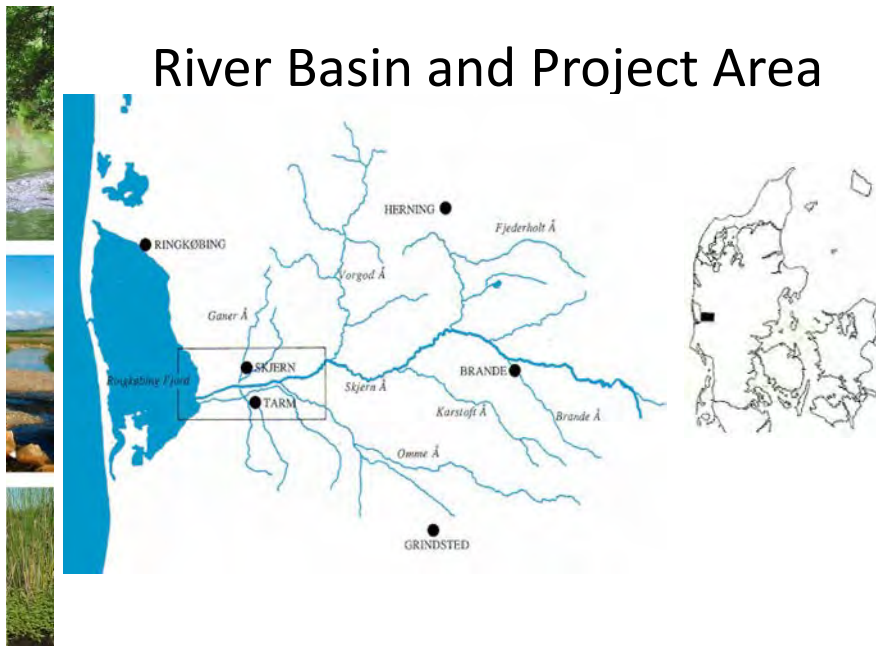 River Basin and Project Area
HERNING
Fjederholt Å
RINGKØBING
Vorgod Å
Ganer Å
SKJERN
BRANDE
Ringkøbing Fjord
Skjern Å
TARM
Karstoft Å
Brande Å
Omme Å
GRINDSTED